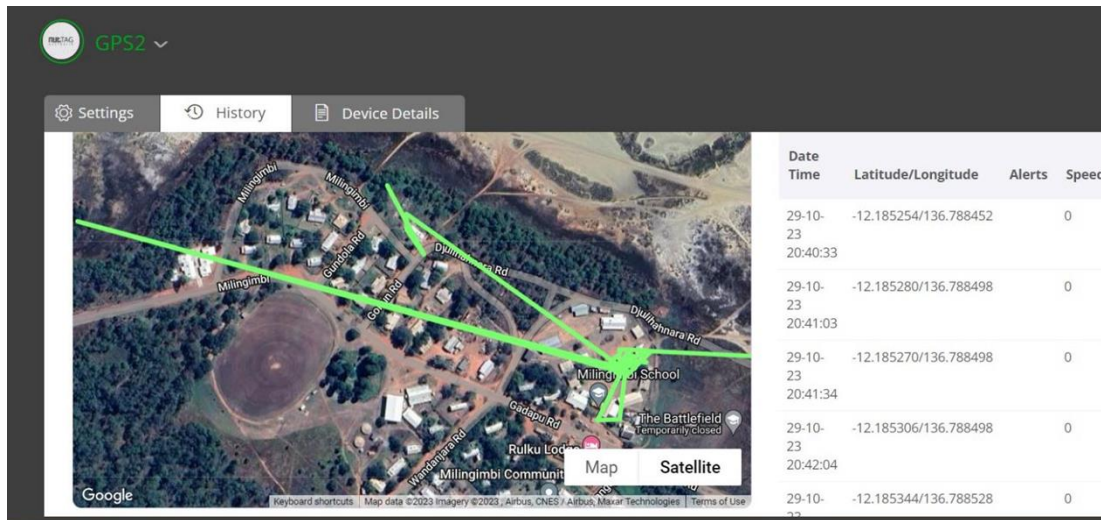 GPS2
Settings
History
Device Details
Milingimbi
Milingimbi
Gundola Rd
Djulihahnara Rd
Milingimbi
Djulihahnara Rd
Milingimbi School
The Battlefield
Temporarily closed
Gadapu Rd
Rulku Lod
Wandanjara Rd
Milingimbi Communit
Map
Satellite
Google
Keyboard shortcuts
Map data ©2023 Imagery ©2023 , Airbus, CNES / Airbus, Maxar Technologies
Terms of Use
Date
Time Latitude/Longitude Alerts Speed
29-10- -12.185254/136.788452 0
23
20:40:33
29-10- -12.185280/136.788498 0
23
20:41:03
29-10- -12.185270/136.788498 0
23
20:41:34
29-10- -12.185306/136.788498 0
23
20:42:04
29-10- -12.185344/136.788528 0